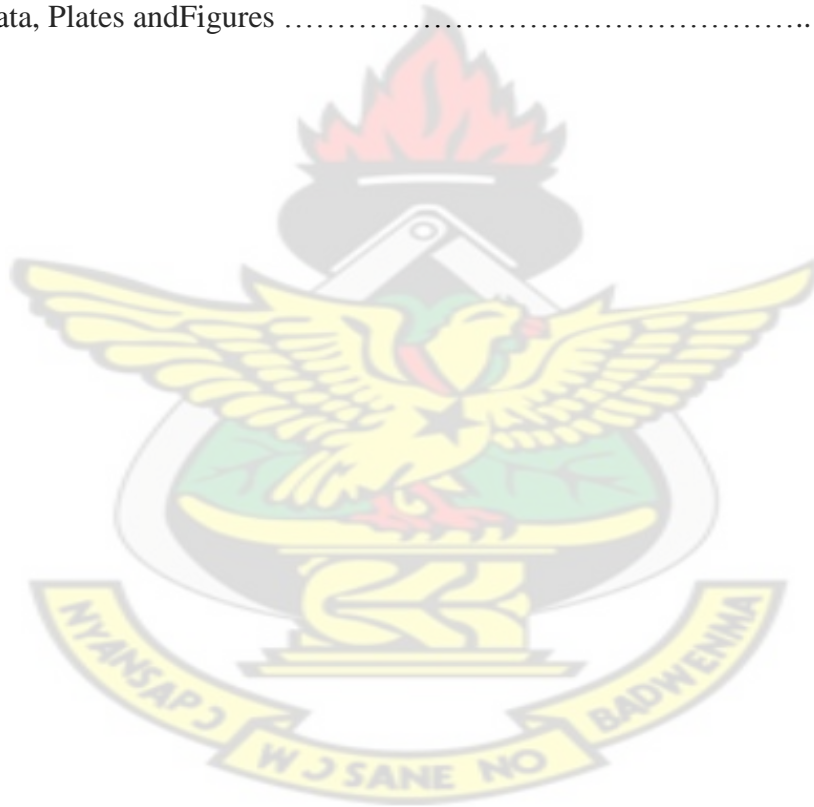 ata, Plates andFigures …………………………………………..
NYANSAPƆ
WƆSANE NO
BADWENMA